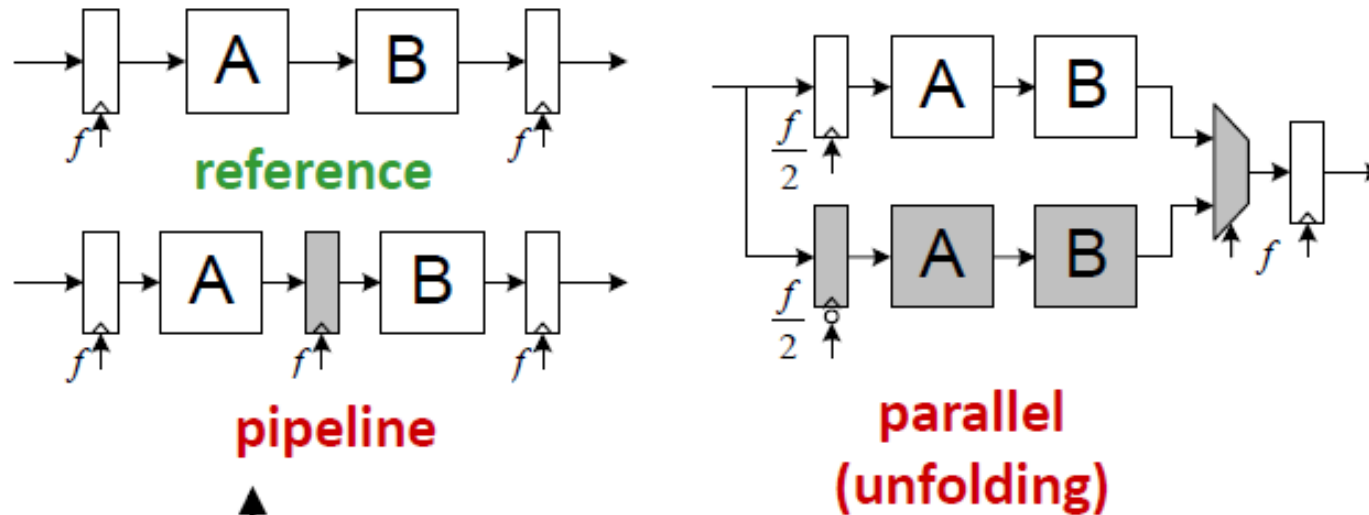 A B
f f
reference
A B
f f f
pipeline
A B
f/2
A B
f/2
f
parallel
(unfolding)